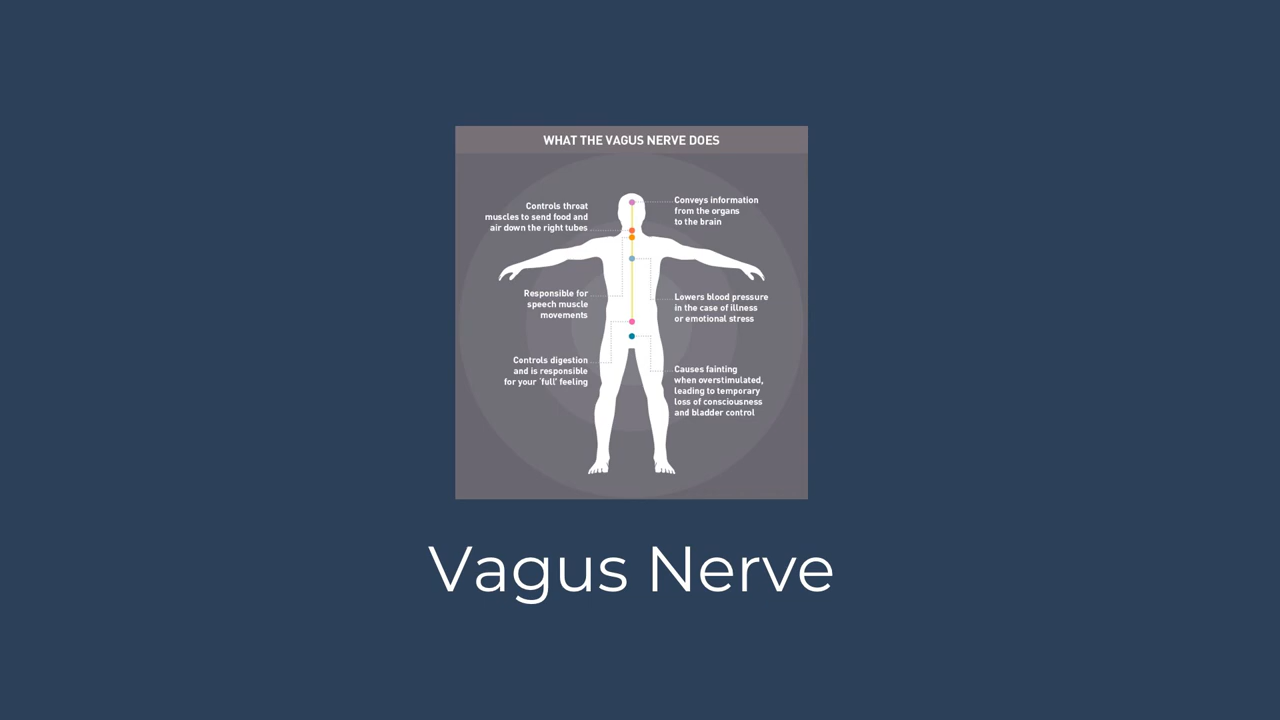 WHAT THE VAGUS NERVE DOES
Controls throat
muscles to send food and
air down the right tubes
Conveys information
from the organs
to the brain
Responsible for
speech muscle
movements
Lowers blood pressure
in the case of illness
or emotional stress
Controls digestion
and is responsible
for your 'full' feeling
Causes fainting
when overstimulated,
leading to temporary
loss of consciousness
and bladder control
Vagus Nerve